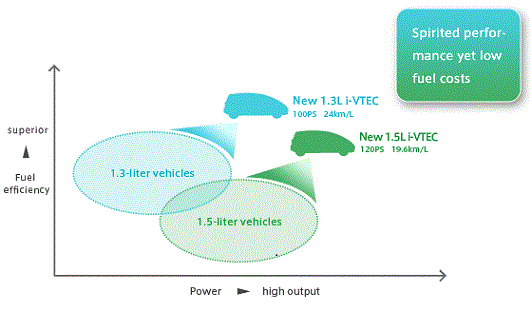 Spirited perfor-
mance yet low
fuel costs
New 1.3L i-VTEC
100PS 24km/L
New 1.5L i-VTEC
120PS 19.6km/L
superior
Fuel
efficiency
1.3-liter vehicles
1.5-liter vehicles
Power
high output